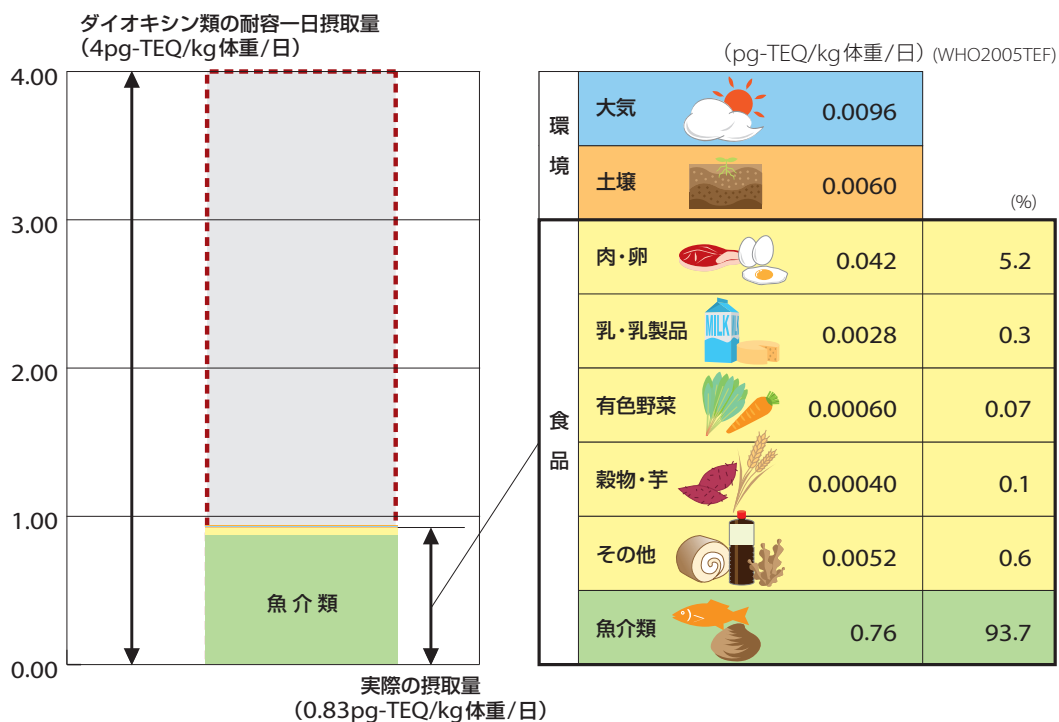 ダイオキシン類の耐容一日摂取量
（4pg-TEQ/kg体重/日）
4.00
3.00
2.00
1.00
0.00
魚介類
実際の摂取量
（0.83pg-TEQ/kg体重/日）
（pg-TEQ/kg体重/日）(WHO2005TEF)
環境
大気 0.0096
土壌 0.0060
(%)
食品
肉・卵 0.042 5.2
乳・乳製品 0.0028 0.3
MILK
有色野菜 0.00060 0.07
穀物・芋 0.00040 0.1
その他 0.0052 0.6
魚介類 0.76 93.7